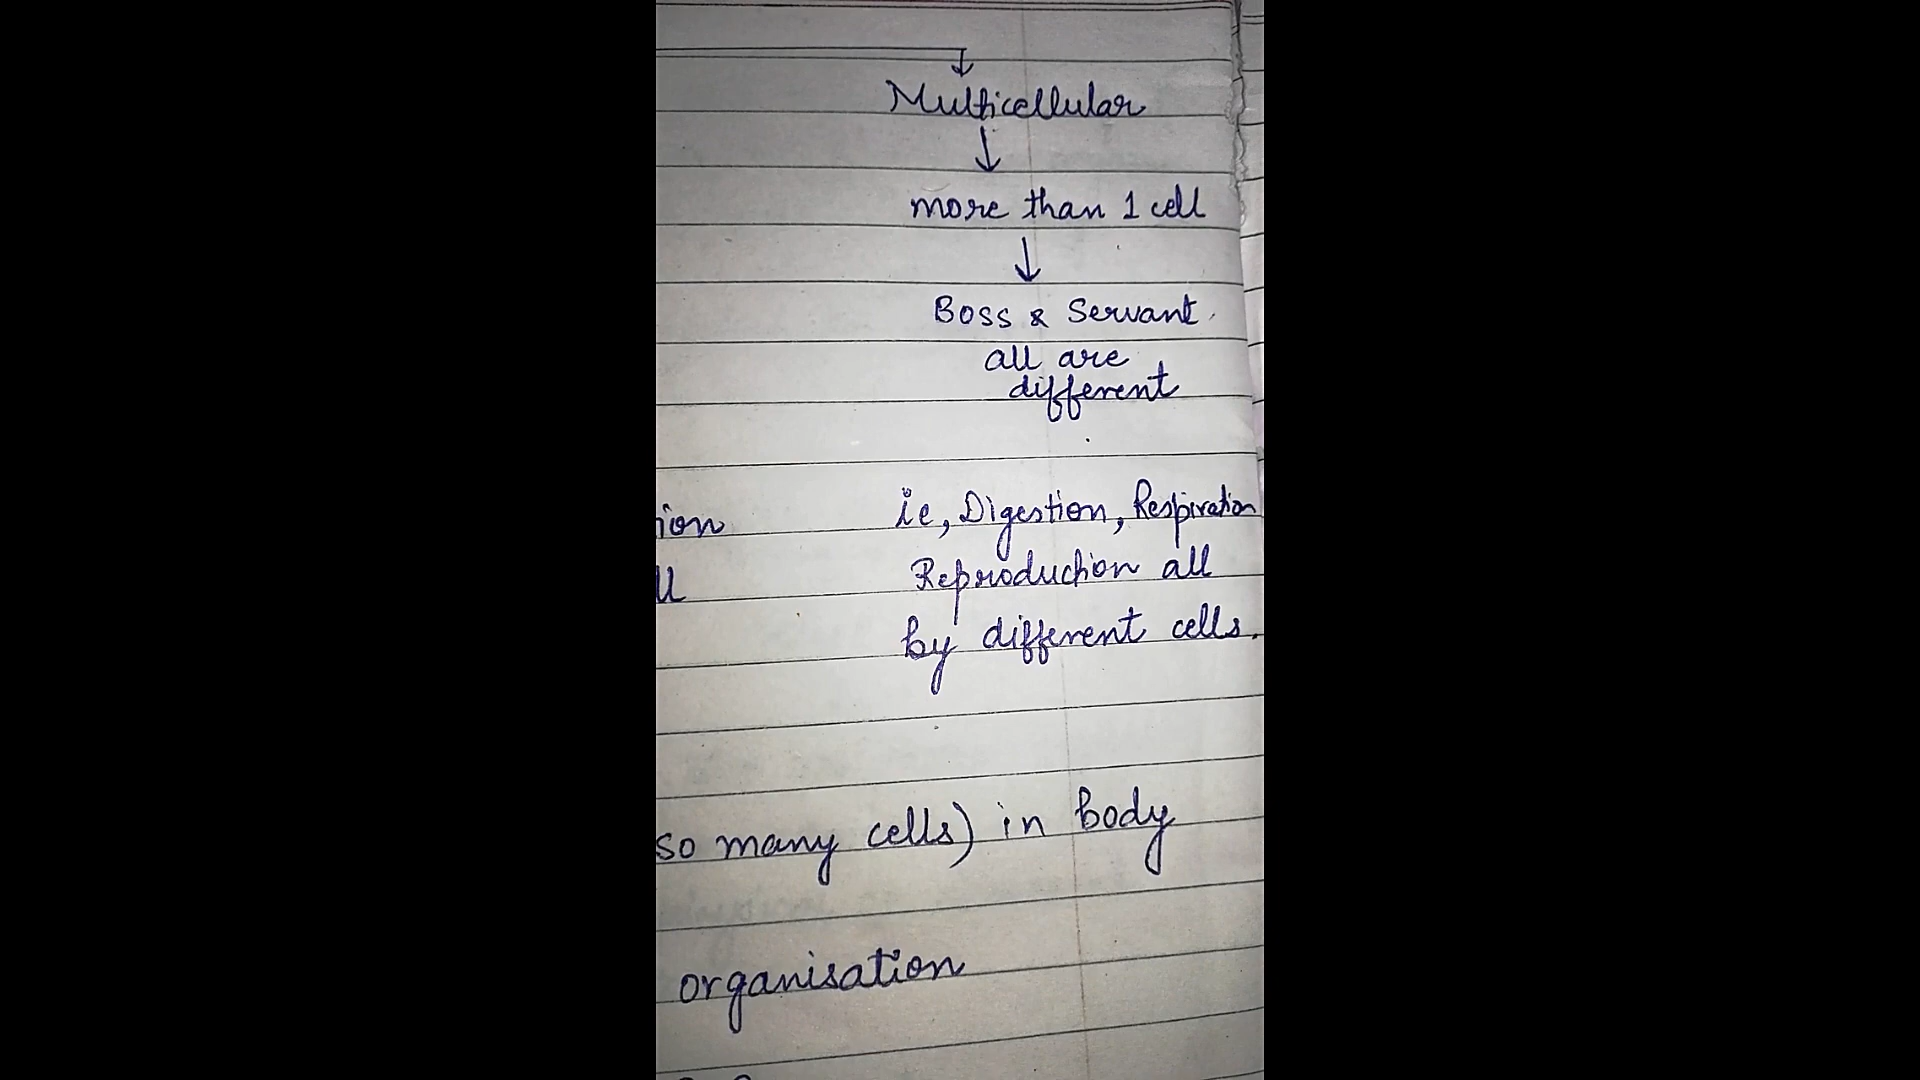 Multicellular
↓
more than 1 cell
↓
Boss & Servant
all are
different
ion ie, Digestion, Respiration
ll Reproduction all
by different cells.
so many cells) in body
organisation